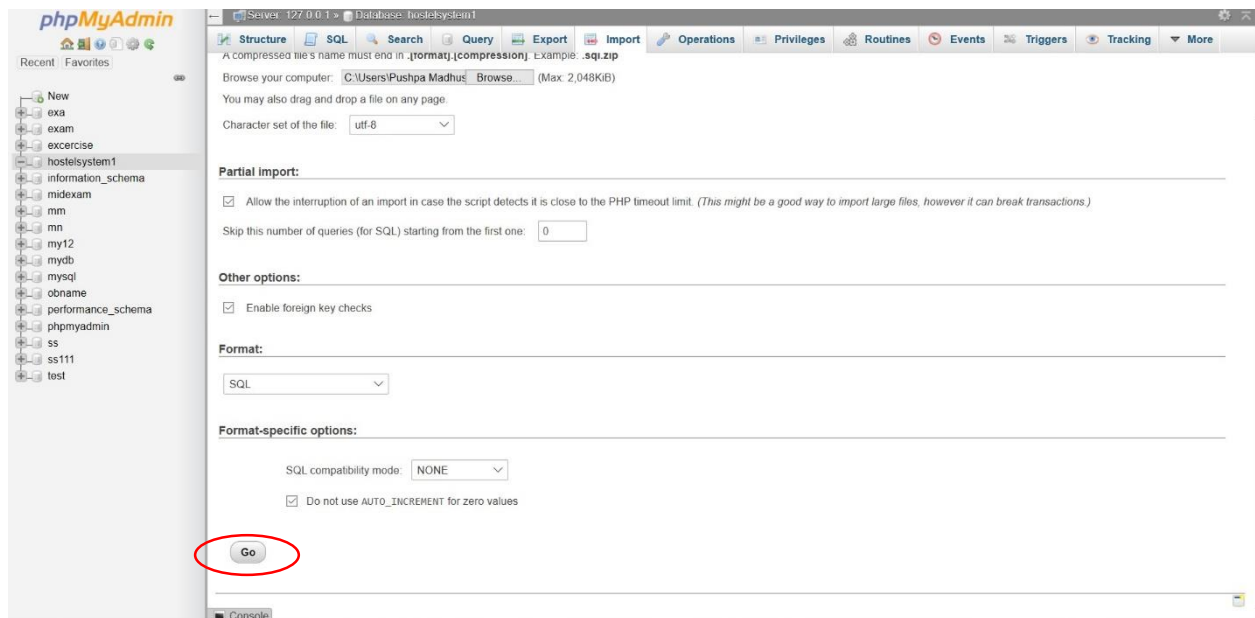 phpMyAdmin
Recent Favorites
New
exa
exam
excercise
hostelsystem1
information_schema
midexam
mm
mn
my12
mydb
mysql
obname
performance_schema
phpmyadmin
ss
ss111
test
Server: 127.0.0.1 » Database: hostelsystem1
Structure SQL Search Query Export Import Operations Privileges Routines Events Triggers Tracking More
A compressed file's name must end in .[format].[compression]. Example: .sql.zip
Browse your computer: C:\Users\Pushpa Madhus Browse... (Max: 2,048KiB)
You may also drag and drop a file on any page.
Character set of the file: utf-8
Partial import:
Allow the interruption of an import in case the script detects it is close to the PHP timeout limit. (This might be a good way to import large files, however it can break transactions.)
Skip this number of queries (for SQL) starting from the first one: 0
Other options:
Enable foreign key checks
Format:
SQL
Format-specific options:
SQL compatibility mode: NONE
Do not use AUTO_INCREMENT for zero values
Go
Console